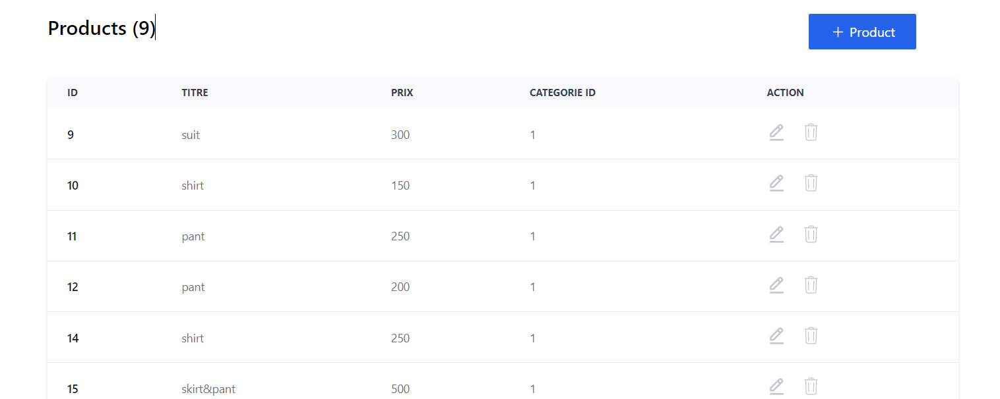 Products (9)
+ Product
ID TITRE PRIX CATEGORIE ID ACTION
9 suit 300 1
10 shirt 150 1
11 pant 250 1
12 pant 200 1
14 shirt 250 1
15 skirt&pant 500 1